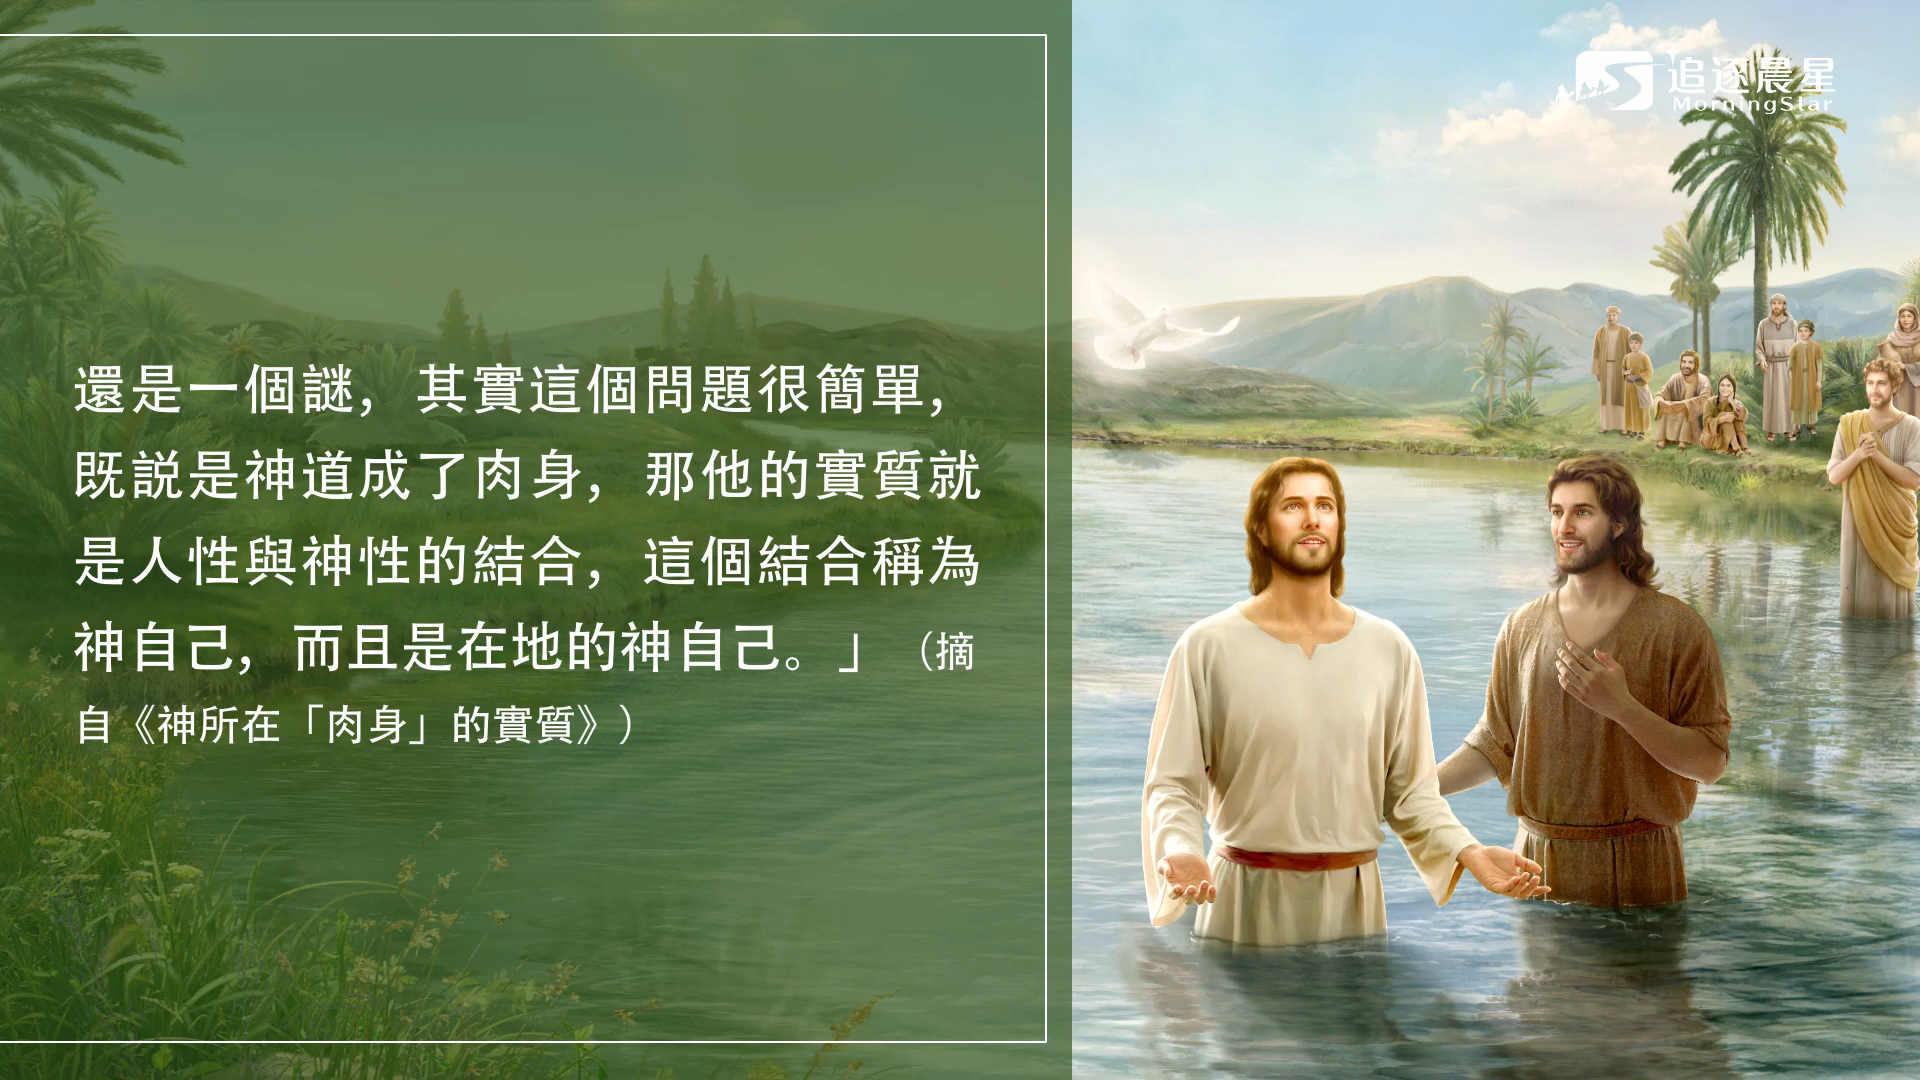 還是一個謎，其實這個問題很簡單，
既説是神道成了肉身，那他的實質就
是人性與神性的結合，這個結合稱為
神自己，而且是在地的神自己。」（摘
自《神所在「肉身」的實質》）
追逐晨星
MorningStar